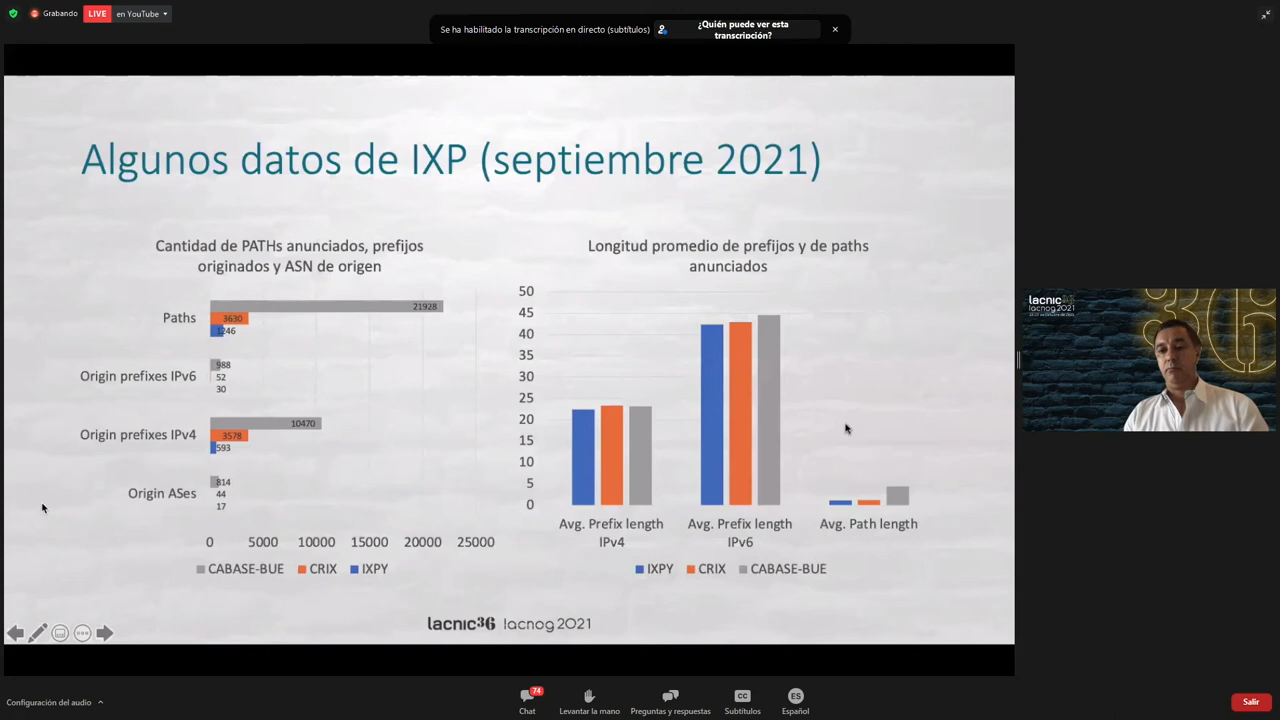 Grabando
LIVE
en YouTube
Se ha habilitado la transcripción en directo (subtítulos)
¿Quién puede ver esta
transcripción?
Algunos datos de IXP (septiembre 2021)
Cantidad de PATHs anunciados, prefijos
originados y ASN de origen
Paths
21928
3630
1246
Origin prefixes IPv6
988
52
30
Origin prefixes IPv4
10470
3578
593
Origin ASes
814
44
17
0 5000 10000 15000 20000 25000
CABASE-BUE CRIX IXPY
Longitud promedio de prefijos y de paths
anunciados
50
45
40
35
30
25
20
15
10
5
0
Avg. Prefix length
IPv4
Avg. Prefix length
IPv6
Avg. Path length
IXPY CRIX CABASE-BUE
lacnic36 lacnog2021
lacnic36
lacnog2021
Configuración del audio
74
Chat
Levantar la mano
Preguntas y respuestas
CC
Subtítulos
ES
Español
Salir